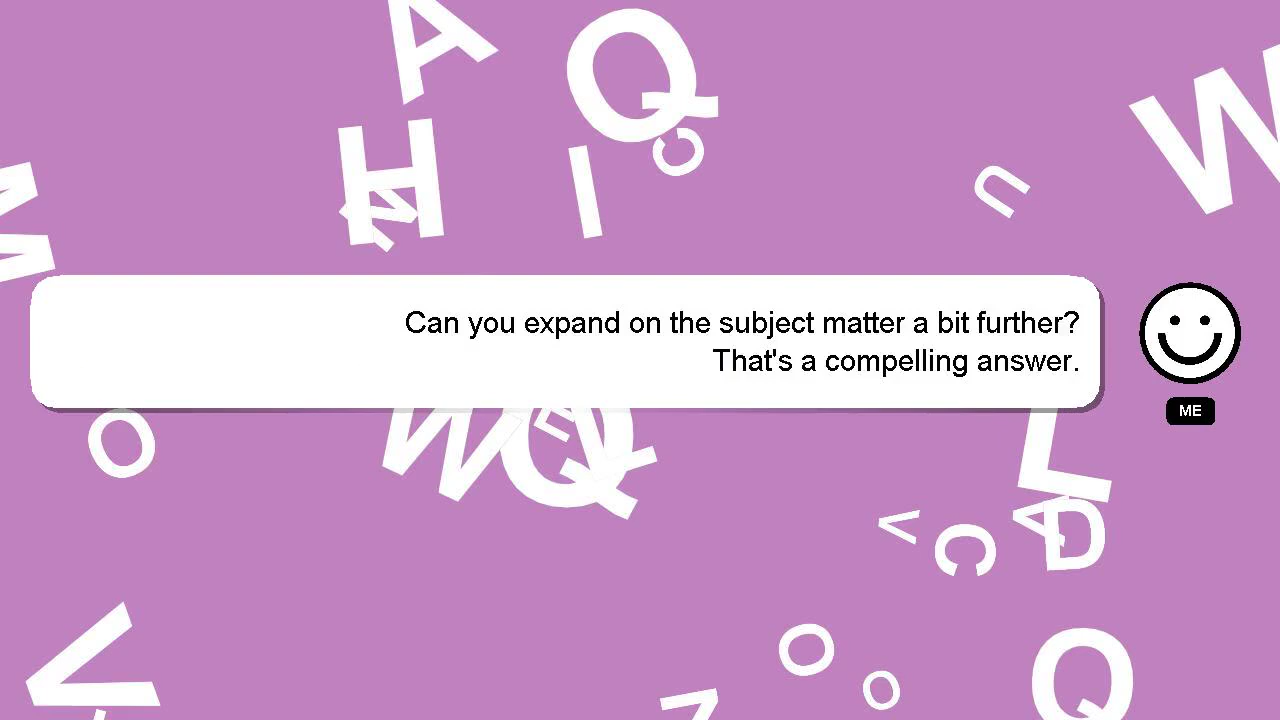 A
Q
W
H
I
C
M
U
Can you expand on the subject matter a bit further?
That's a compelling answer.
ME
O
W
Q
E
L
V
C
A
D
V
O
O
Q